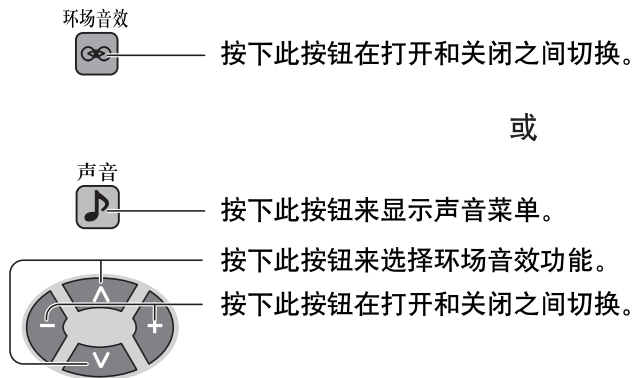 环场音效
按下此按钮在打开和关闭之间切换。
或
声音
按下此按钮来显示声音菜单。
按下此按钮来选择环场音效功能。
按下此按钮在打开和关闭之间切换。